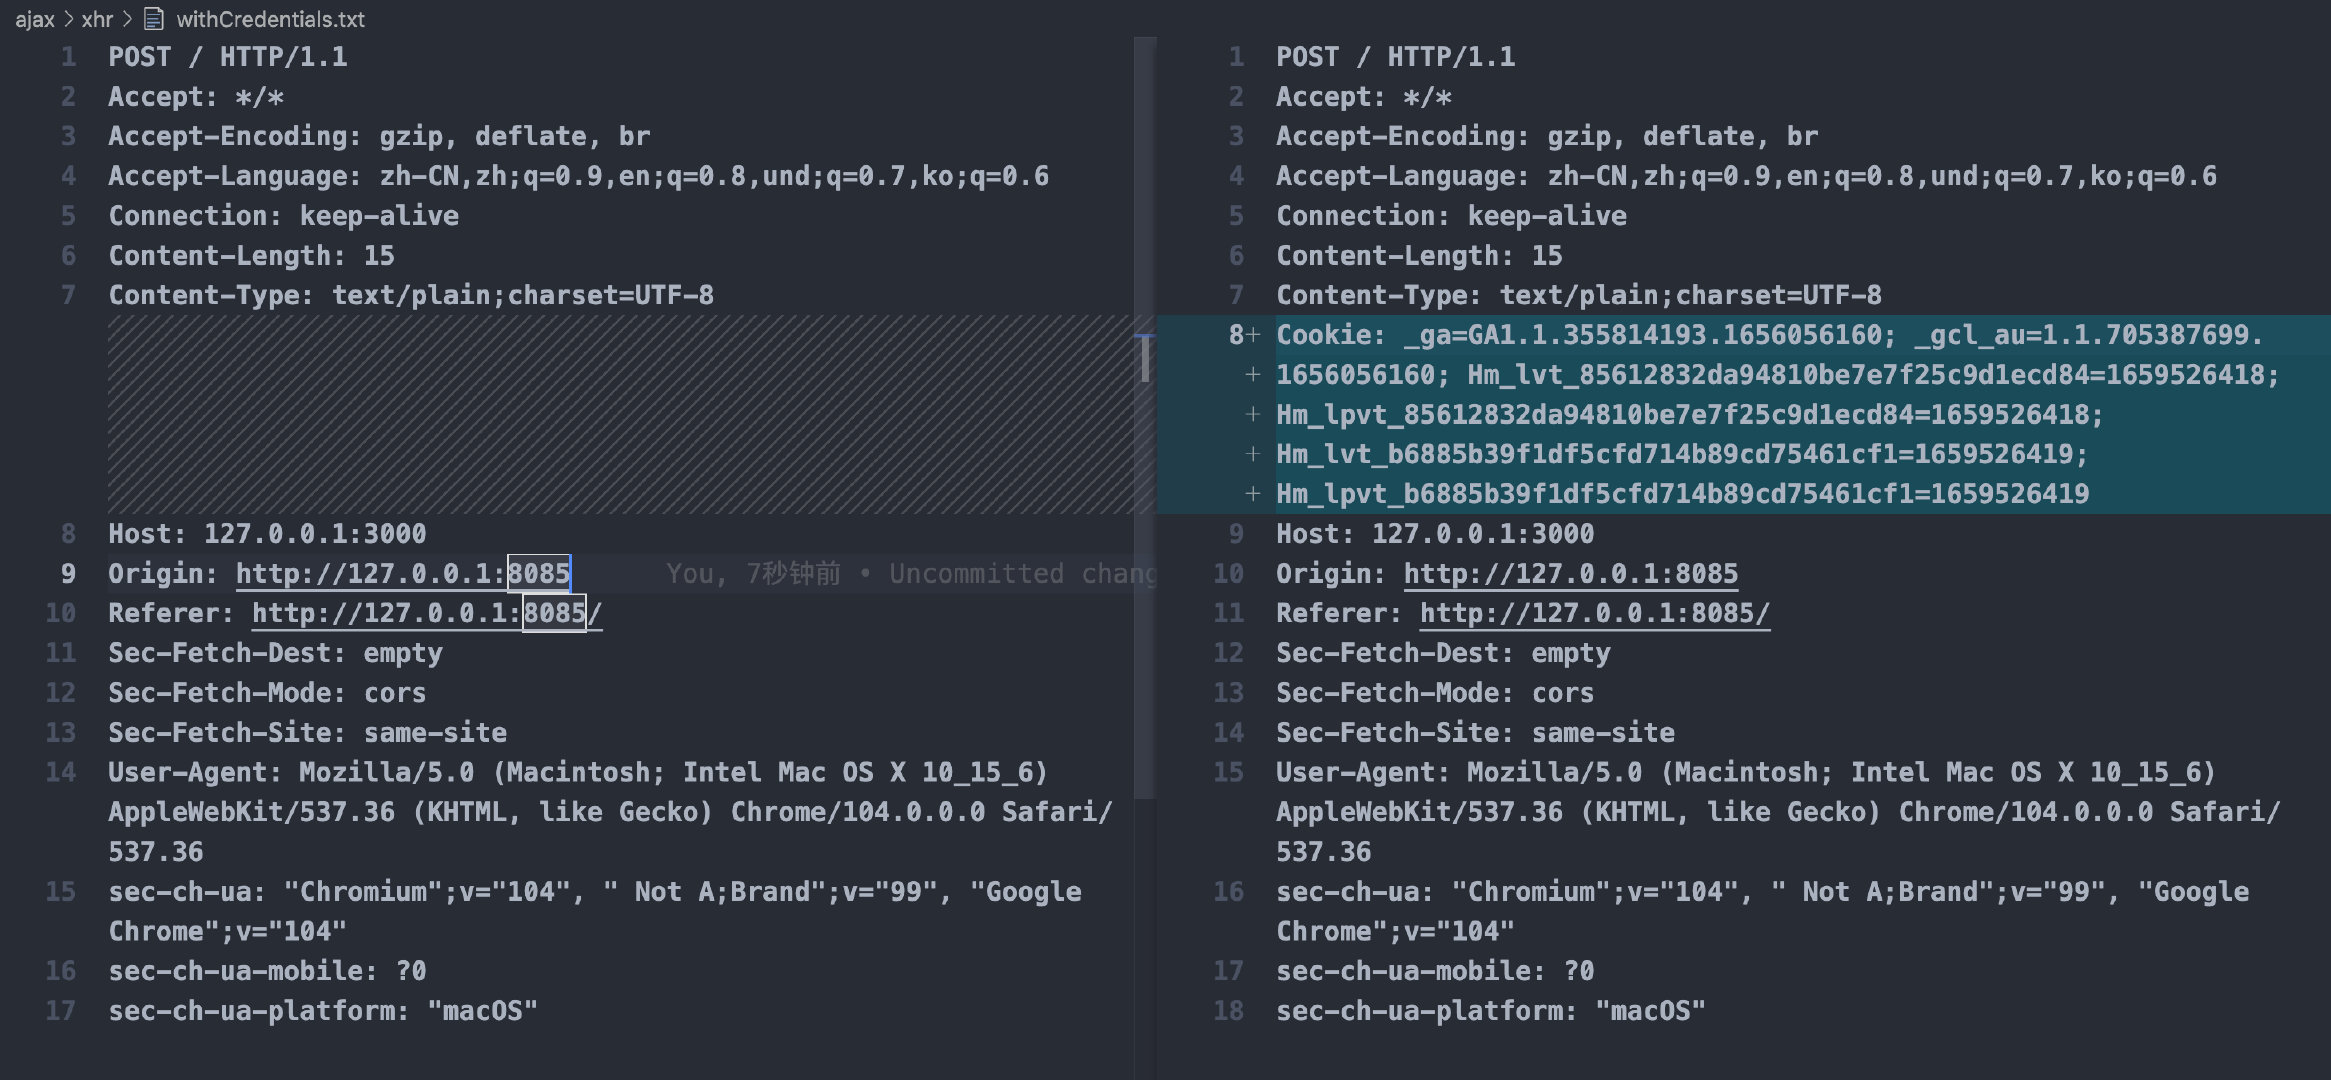 ajax > xhr > withCredentials.txt
1 POST / HTTP/1.1
2 Accept: */*
3 Accept-Encoding: gzip, deflate, br
4 Accept-Language: zh-CN,zh;q=0.9,en;q=0.8,und;q=0.7,ko;q=0.6
5 Connection: keep-alive
6 Content-Length: 15
7 Content-Type: text/plain;charset=UTF-8
8 Host: 127.0.0.1:3000
9 Origin: http://127.0.0.1:8085 You, 7秒钟前 • Uncommitted chang
10 Referer: http://127.0.0.1:8085/
11 Sec-Fetch-Dest: empty
12 Sec-Fetch-Mode: cors
13 Sec-Fetch-Site: same-site
14 User-Agent: Mozilla/5.0 (Macintosh; Intel Mac OS X 10_15_6)
AppleWebKit/537.36 (KHTML, like Gecko) Chrome/104.0.0.0 Safari/
537.36
15 sec-ch-ua: "Chromium";v="104", " Not A;Brand";v="99", "Google
Chrome";v="104"
16 sec-ch-ua-mobile: ?0
17 sec-ch-ua-platform: "macOS"
1 POST / HTTP/1.1
2 Accept: */*
3 Accept-Encoding: gzip, deflate, br
4 Accept-Language: zh-CN,zh;q=0.9,en;q=0.8,und;q=0.7,ko;q=0.6
5 Connection: keep-alive
6 Content-Length: 15
7 Content-Type: text/plain;charset=UTF-8
8+ Cookie: _ga=GA1.1.355814193.1656056160; _gcl_au=1.1.705387699.
+ 1656056160; Hm_lvt_85612832da94810be7e7f25c9d1ecd84=1659526418;
+ Hm_lpvt_85612832da94810be7e7f25c9d1ecd84=1659526418;
+ Hm_lvt_b6885b39f1df5cfd714b89cd75461cf1=1659526419;
+ Hm_lpvt_b6885b39f1df5cfd714b89cd75461cf1=1659526419
9 Host: 127.0.0.1:3000
10 Origin: http://127.0.0.1:8085
11 Referer: http://127.0.0.1:8085/
12 Sec-Fetch-Dest: empty
13 Sec-Fetch-Mode: cors
14 Sec-Fetch-Site: same-site
15 User-Agent: Mozilla/5.0 (Macintosh; Intel Mac OS X 10_15_6)
AppleWebKit/537.36 (KHTML, like Gecko) Chrome/104.0.0.0 Safari/
537.36
16 sec-ch-ua: "Chromium";v="104", " Not A;Brand";v="99", "Google
Chrome";v="104"
17 sec-ch-ua-mobile: ?0
18 sec-ch-ua-platform: "macOS"